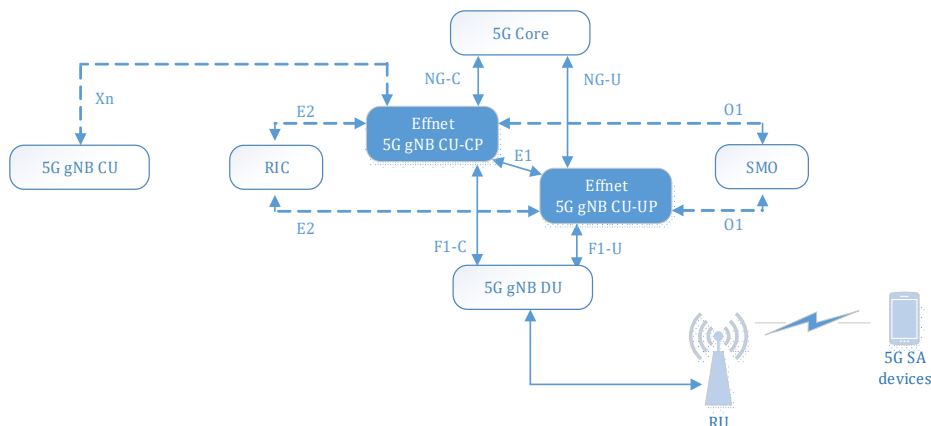 5G Core
NG-C
NG-U
Xn
E2
O1
Effnet
5G gNB CU-CP
E1
5G gNB CU
RIC
SMO
Effnet
5G gNB CU-UP
E2
O1
F1-C
F1-U
5G gNB DU
5G SA
devices
RU